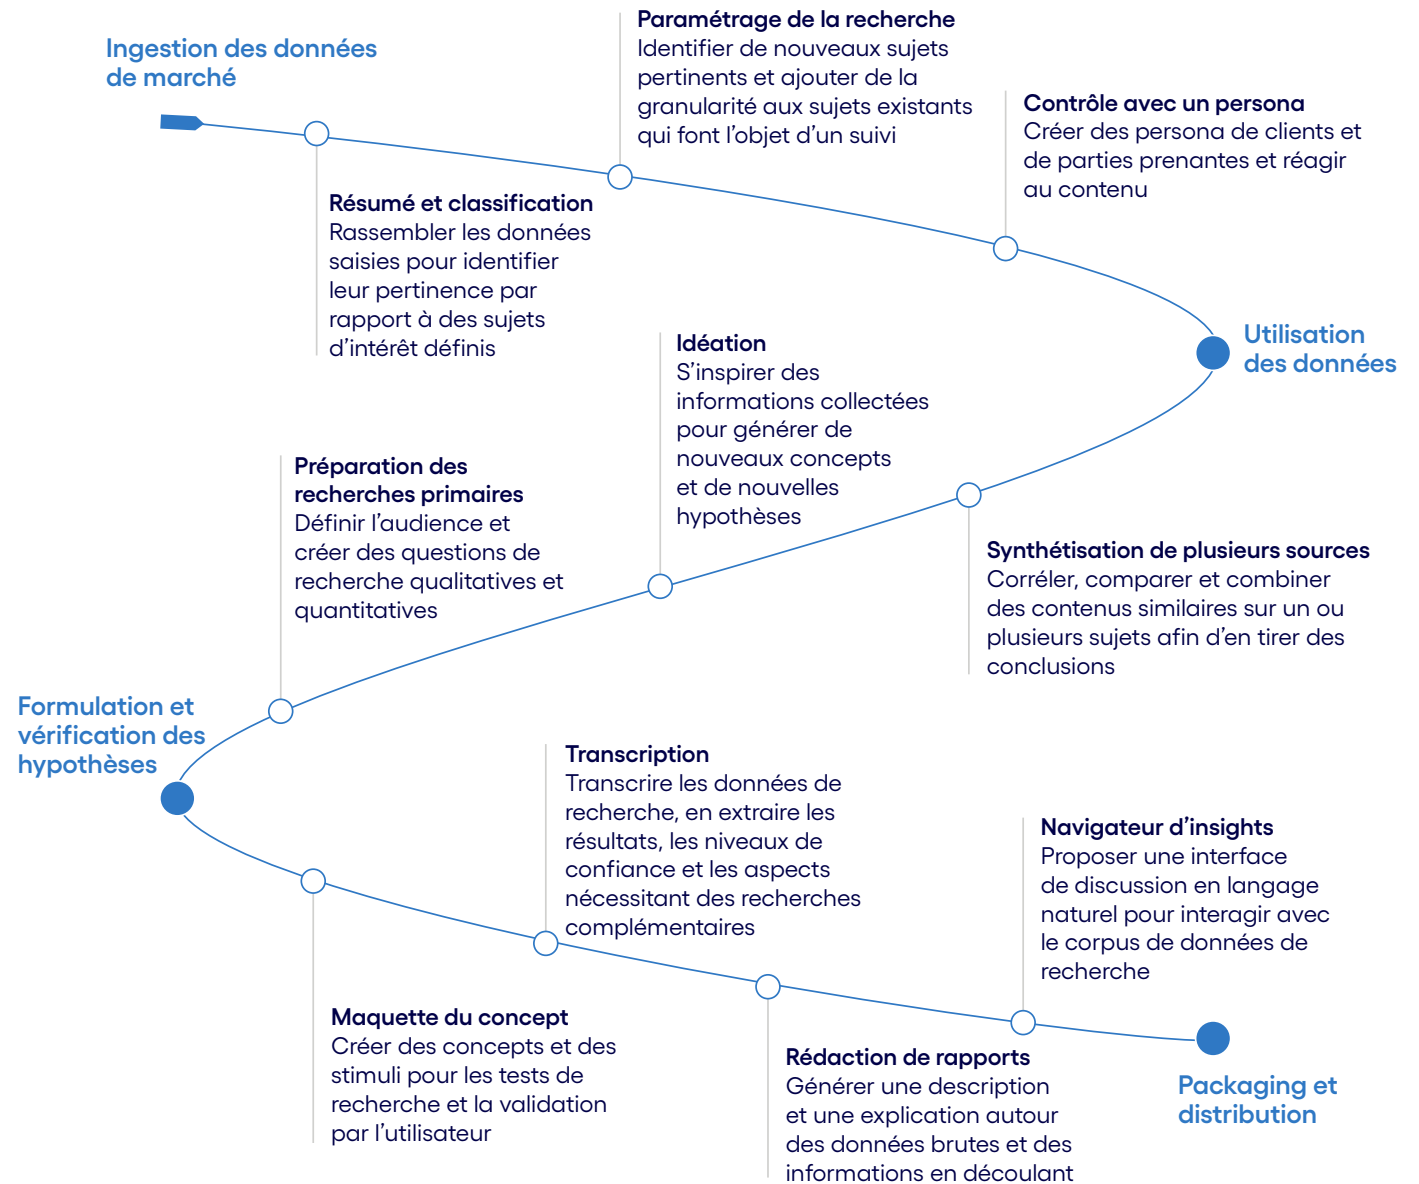 Ingestion des données
de marché
Paramétrage de la recherche
Identifier de nouveaux sujets
pertinents et ajouter de la
granularité aux sujets existants
qui font l’objet d’un suivi
Contrôle avec un persona
Créer des persona de clients et
de parties prenantes et réagir
au contenu
Résumé et classification
Rassembler les données
saisies pour identifier
leur pertinence par
rapport à des sujets
d’intérêt définis
Utilisation
des données
Idéation
S’inspirer des
informations collectées
pour générer de
nouveaux concepts
et de nouvelles
hypothèses
Préparation des
recherches primaires
Définir l’audience et
créer des questions de
recherche qualitatives et
quantitatives
Synthétisation de plusieurs sources
Corréler, comparer et combiner
des contenus similaires sur un ou
plusieurs sujets afin d’en tirer des
conclusions
Formulation et
vérification des
hypothèses
Transcription
Transcrire les données de
recherche, en extraire les
résultats, les niveaux de
confiance et les aspects
nécessitant des recherches
complémentaires
Navigateur d’insights
Proposer une interface
de discussion en langage
naturel pour interagir avec
le corpus de données de
recherche
Maquette du concept
Créer des concepts et des
stimuli pour les tests de
recherche et la validation
par l’utilisateur
Rédaction de rapports
Générer une description
et une explication autour
des données brutes et des
informations en découlant
Packaging et
distribution